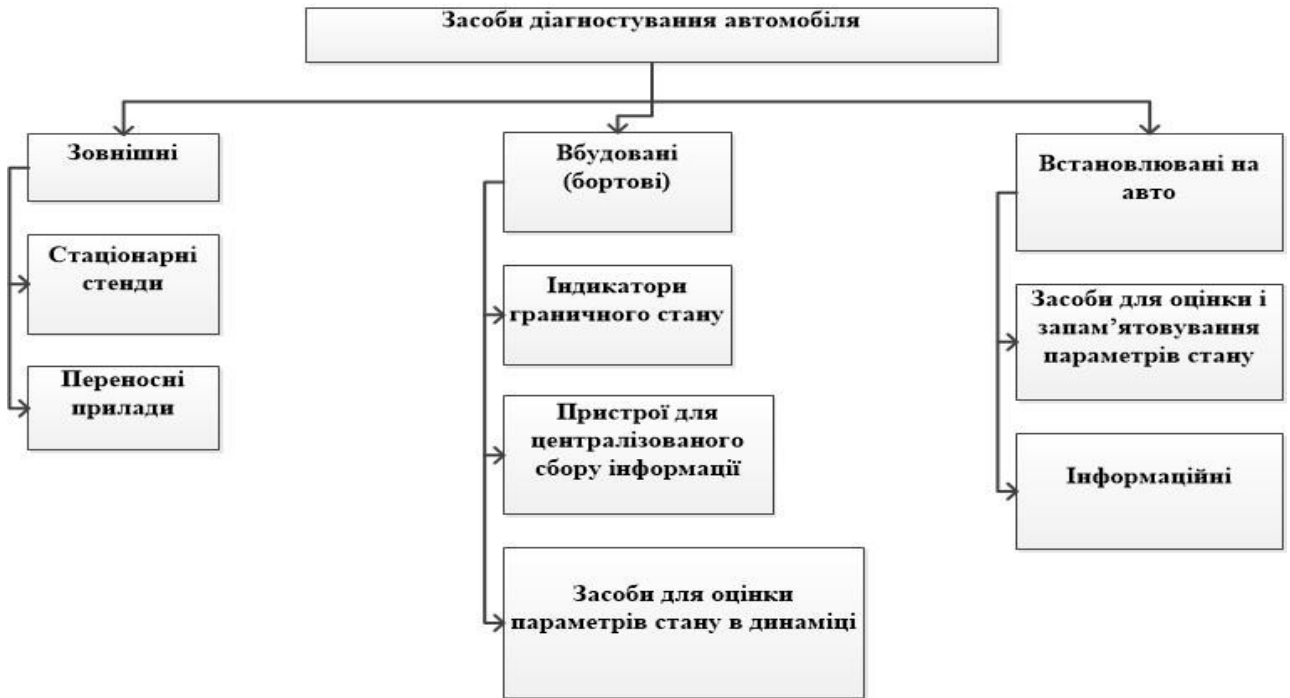 Засоби діагностування автомобіля
Зовнішні
Стаціонарні
стенди
Переносні
прилади
Вбудовані
(бортові)
Індикатори
граничного стану
Пристрої для
централізованого
сбору інформації
Засоби для оцінки
параметрів стану в динаміці
Встановлювані на
авто
Засоби для оцінки і
запам’ятовування
параметрів стану
Інформаційні